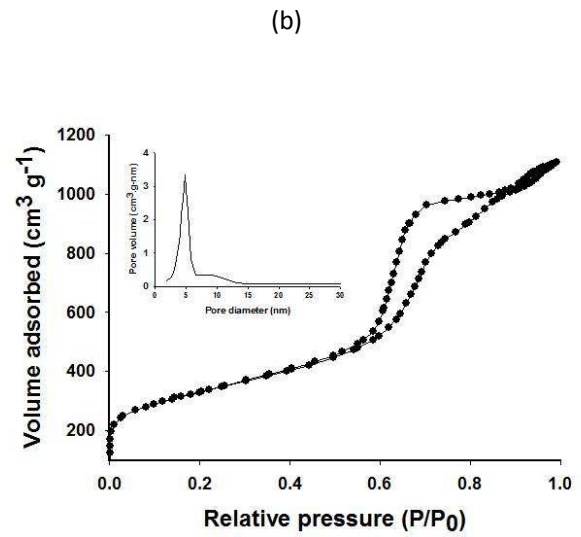 (b)
1200
1000
800
600
400
200
Volume adsorbed (cm³ g⁻¹)
4
3
2
1
0
Pore volume (cm³.g-nm)
0 5 10 15 20 25 30
Pore diameter (nm)
0.0 0.2 0.4 0.6 0.8 1.0
Relative pressure (P/P₀)